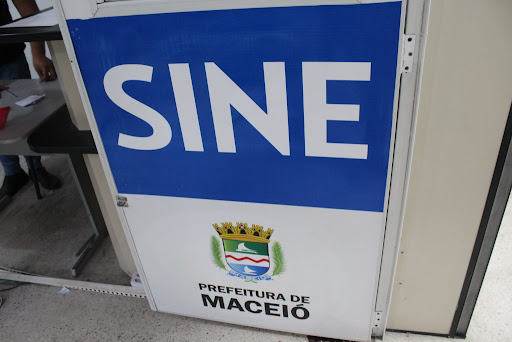 SINE
PREFEITURA DE
MACEIÓ